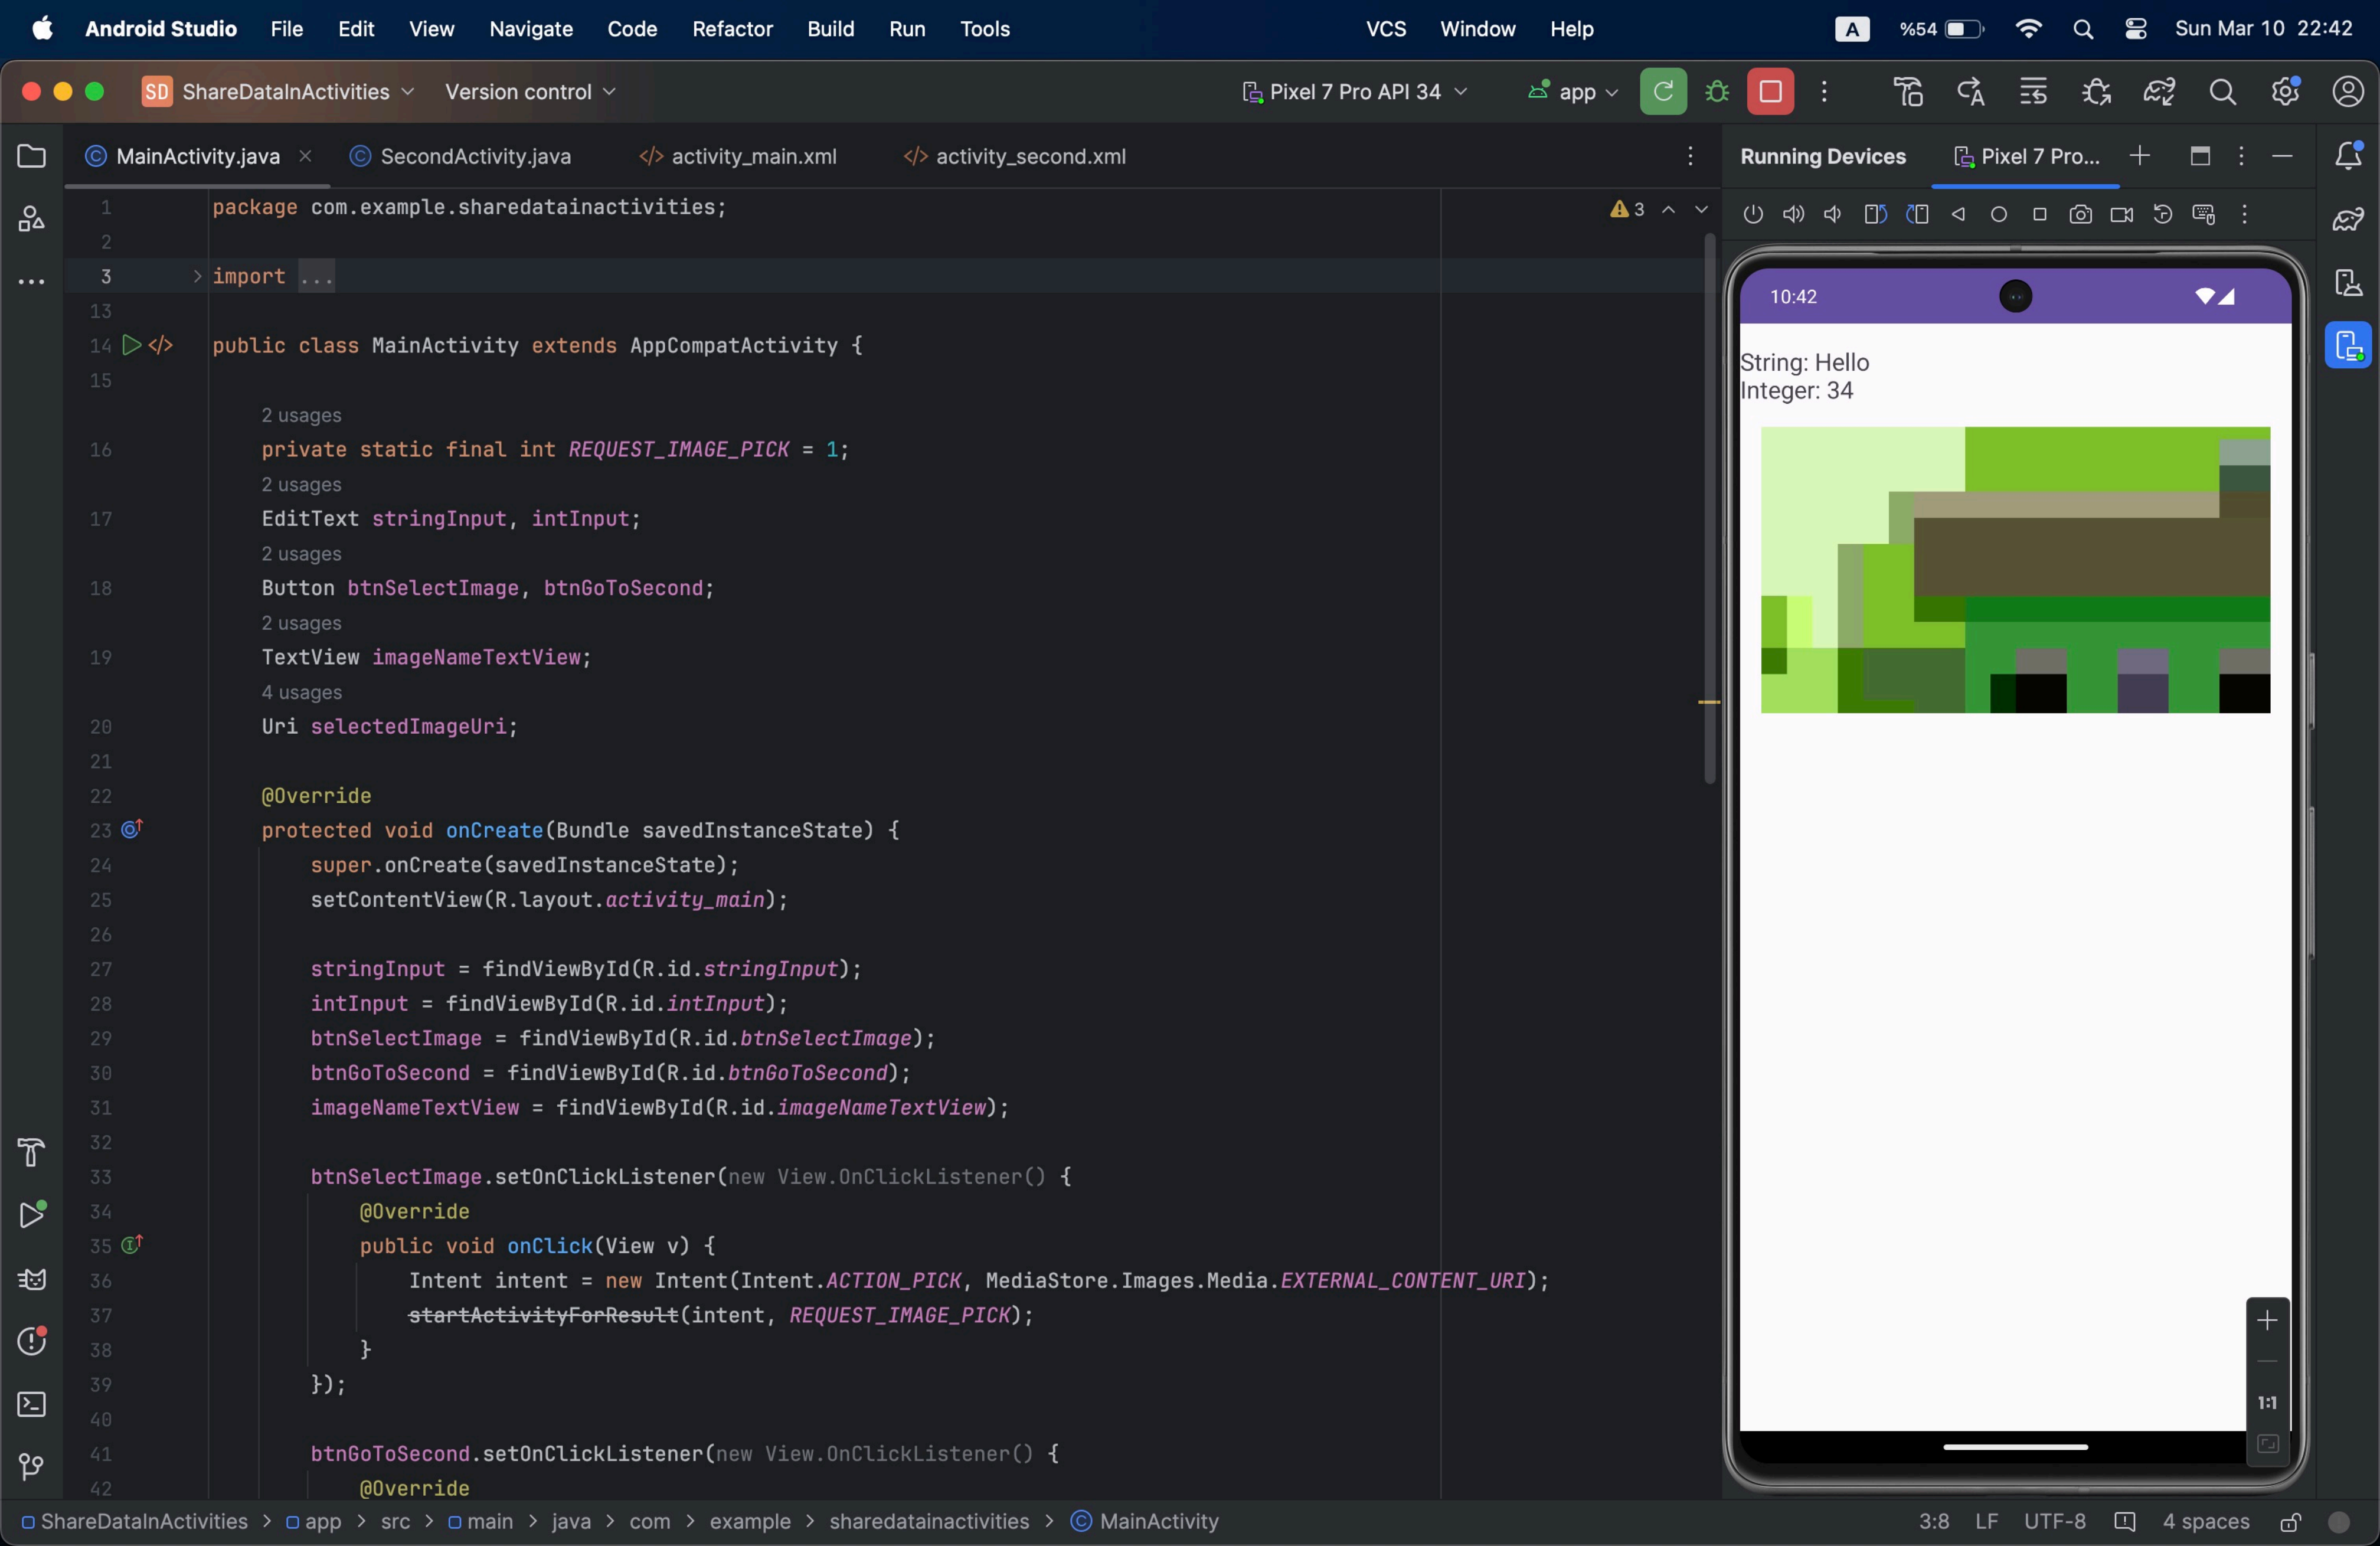 Android Studio File Edit View Navigate Code Refactor Build Run Tools VCS Window Help A %54 Sun Mar 10 22:42
SD ShareDataInActivities Version control Pixel 7 Pro API 34 app
MainActivity.java SecondActivity.java activity_main.xml activity_second.xml Running Devices Pixel 7 Pro...
1 package com.example.sharedatainactivities; 3
2
3 import ...
13
14 public class MainActivity extends AppCompatActivity {
15
2 usages
16 private static final int REQUEST_IMAGE_PICK = 1;
2 usages
17 EditText stringInput, intInput;
2 usages
18 Button btnSelectImage, btnGoToSecond;
2 usages
19 TextView imageNameTextView;
4 usages
20 Uri selectedImageUri;
21
22 @Override
23 protected void onCreate(Bundle savedInstanceState) {
24 super.onCreate(savedInstanceState);
25 setContentView(R.layout.activity_main);
26
27 stringInput = findViewById(R.id.stringInput);
28 intInput = findViewById(R.id.intInput);
29 btnSelectImage = findViewById(R.id.btnSelectImage);
30 btnGoToSecond = findViewById(R.id.btnGoToSecond);
31 imageNameTextView = findViewById(R.id.imageNameTextView);
32
33 btnSelectImage.setOnClickListener(new View.OnClickListener() {
34 @Override
35 public void onClick(View v) {
36 Intent intent = new Intent(Intent.ACTION_PICK, MediaStore.Images.Media.EXTERNAL_CONTENT_URI);
37 startActivityForResult(intent, REQUEST_IMAGE_PICK);
38 }
39 });
40
41 btnGoToSecond.setOnClickListener(new View.OnClickListener() {
42 @Override
10:42
String: Hello
Integer: 34
1:1
ShareDataInActivities > app > src > main > java > com > example > sharedatainactivities > MainActivity 3:8 LF UTF-8 4 spaces